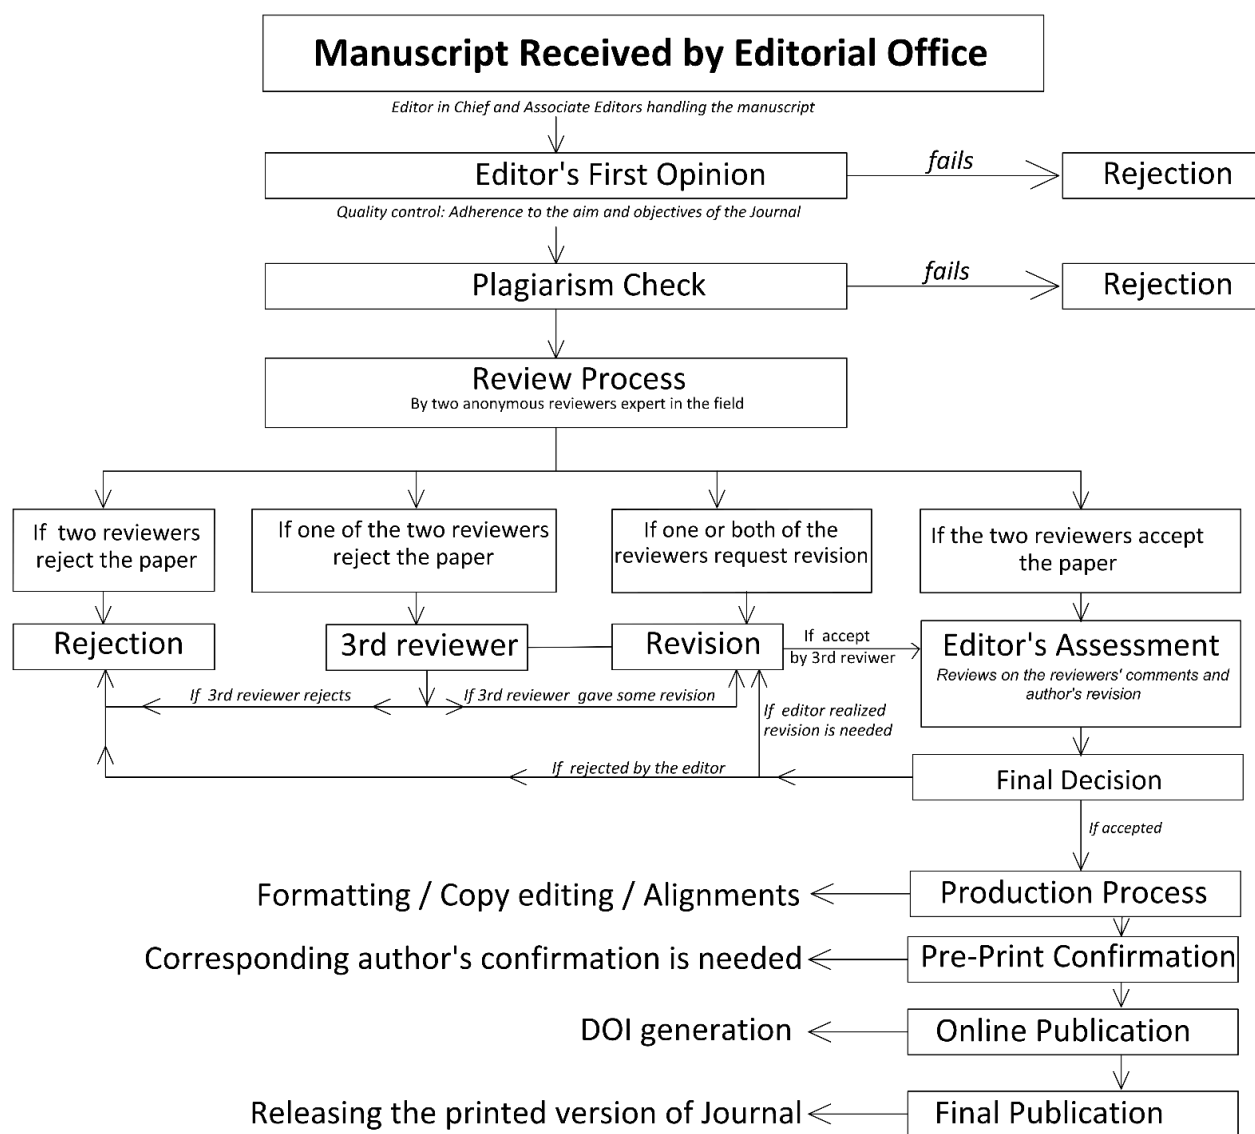 Manuscript Received by Editorial Office
Editor in Chief and Associate Editors handling the manuscript
Editor's First Opinion
fails
Rejection
Quality control: Adherence to the aim and objectives of the Journal
Plagiarism Check
fails
Rejection
Review Process
By two anonymous reviewers expert in the field
If two reviewers
reject the paper
If one of the two reviewers
reject the paper
If one or both of the
reviewers request revision
If the two reviewers accept
the paper
Rejection
3rd reviewer
Revision
If accept
by 3rd reviwer
Editor's Assessment
Reviews on the reviewers' comments and
author's revision
If 3rd reviewer rejects
If 3rd reviewer gave some revision
If editor realized
revision is needed
If rejected by the editor
Final Decision
If accepted
Formatting / Copy editing / Alignments
Production Process
Corresponding author's confirmation is needed
Pre-Print Confirmation
DOI generation
Online Publication
Releasing the printed version of Journal
Final Publication